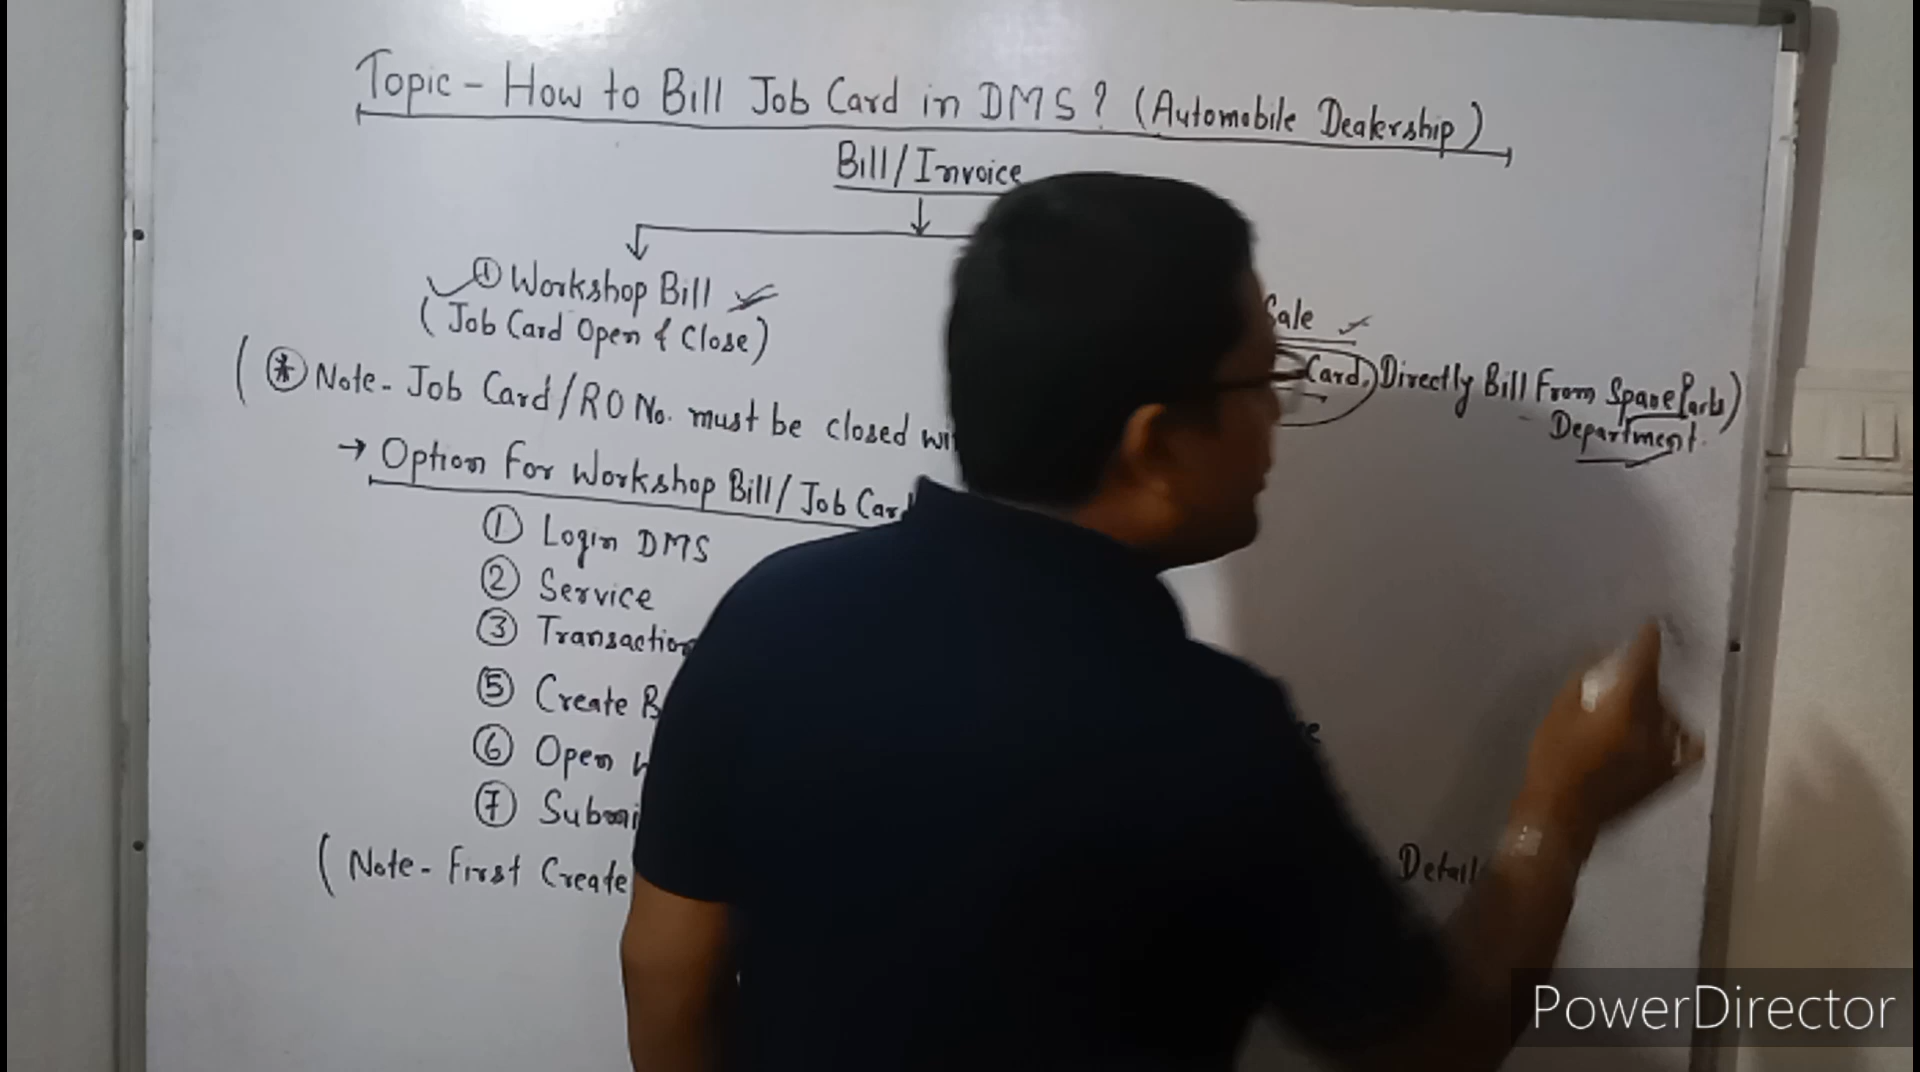 Topic - How to Bill Job Card in DMS? (Automobile Dealership)
Bill/Invoice
① Workshop Bill
(Job Card Open & Close)
Sale
Card, Directly Bill From Spare Parts)
Department.
(* Note - Job Card/RO No. must be closed
→ Option For Workshop Bill/Job Card
① Login DMS
② Service
③ Transaction
⑤ Create B
⑥ Open
⑦ Submi
(Note - First Create
Detail
PowerDirector